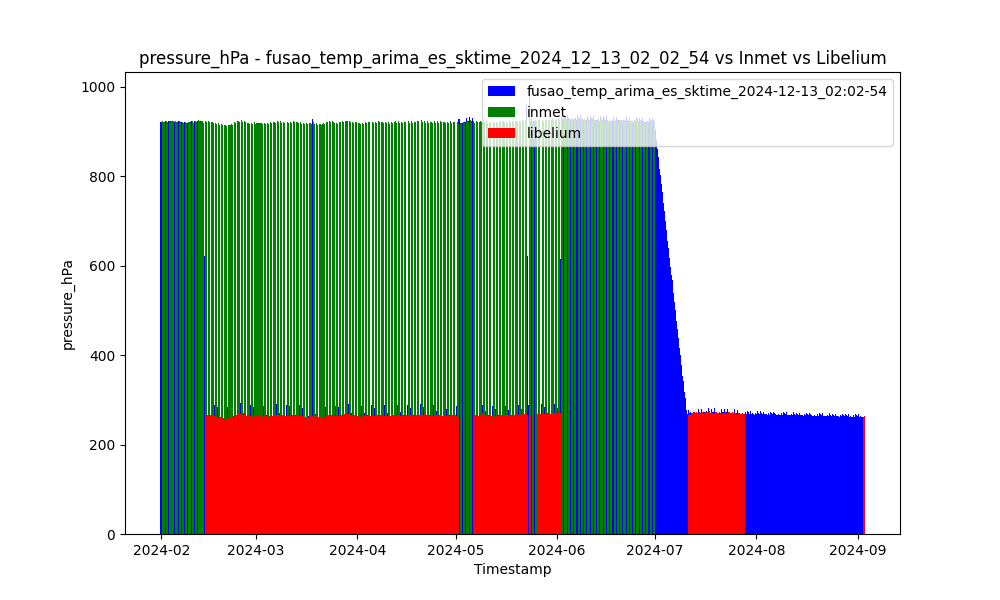 pressure_hPa - fusao_temp_arima_es_sktime_2024_12_13_02_02_54 vs Inmet vs Libelium
fusao_temp_arima_es_sktime_2024-12-13_02:02-54
inmet
libelium
1000
800
600
400
200
0
pressure_hPa
2024-02 2024-03 2024-04 2024-05 2024-06 2024-07 2024-08 2024-09
Timestamp